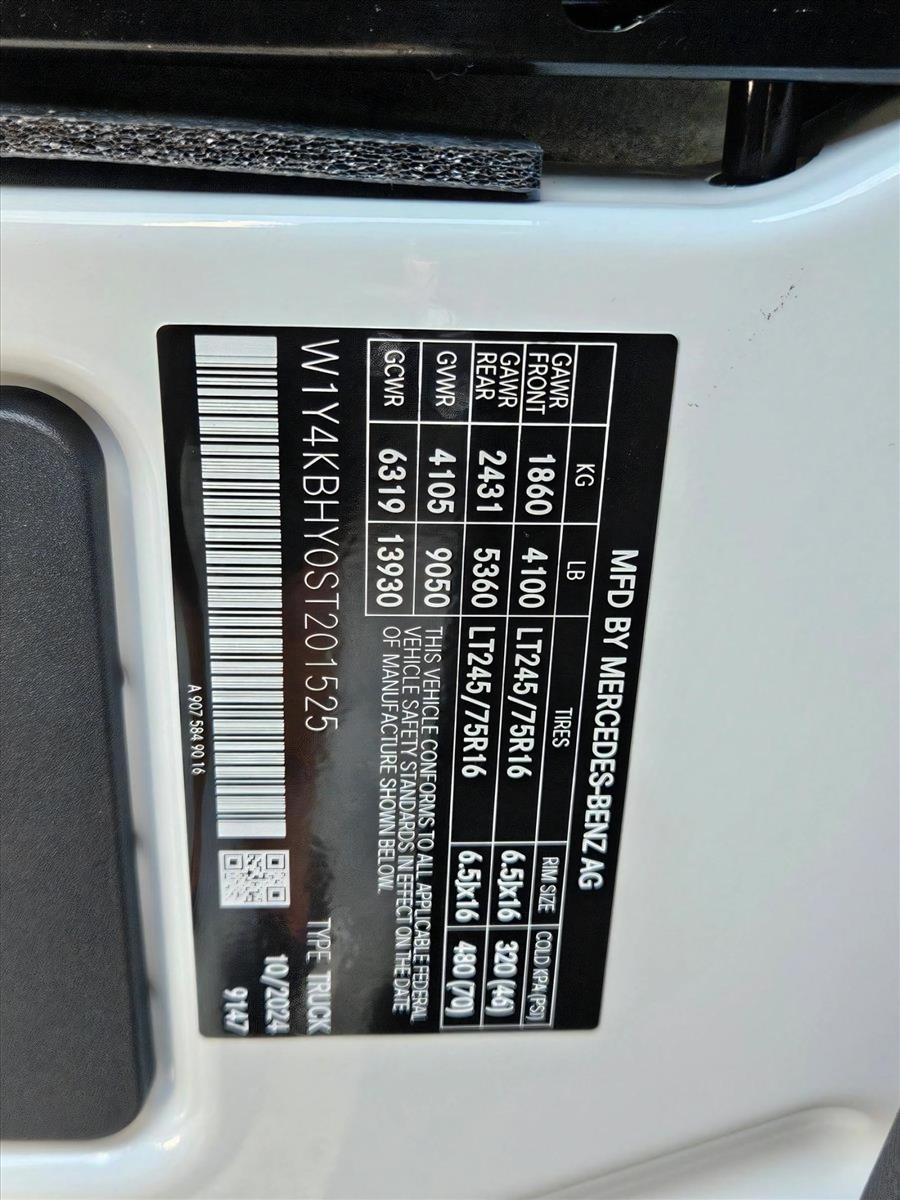 MFD BY MERCEDES-BENZ AG
KG LB TIRES RIM SIZE COLD KPA (PSI)
GAWR FRONT 1860 4100 LT245/75R16 6.5Jx16 320 (46)
GAWR REAR 2431 5360 LT245/75R16 6.5Jx16 480 (70)
GVWR 4105 9050
GCWR 6319 13930
THIS VEHICLE CONFORMS TO ALL APPLICABLE FEDERAL
VEHICLE SAFETY STANDARDS IN EFFECT ON THE DATE
OF MANUFACTURE SHOWN BELOW.
W1Y4KBHY0ST201525 TYPE: TRUCK
10/2024
9147
A 907 584 90 16